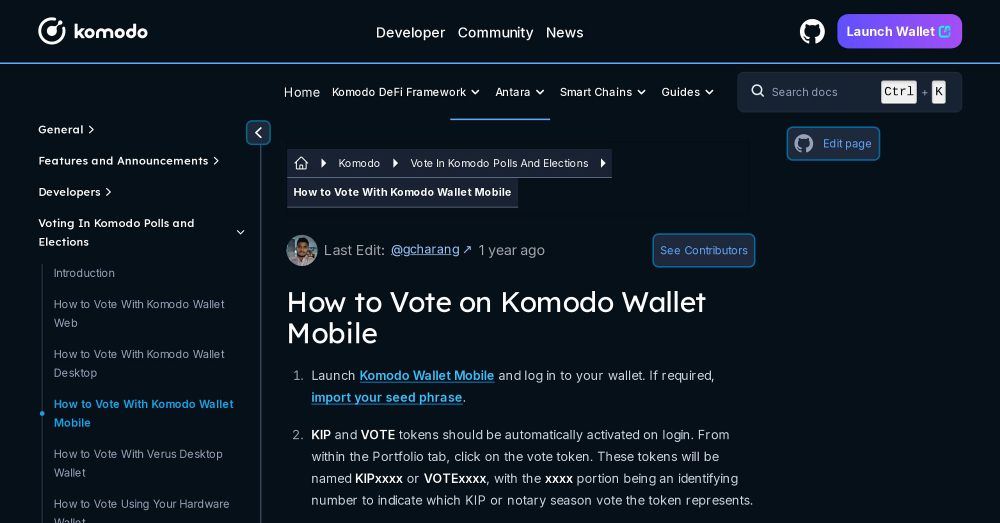 komodo
Developer Community News
Launch Wallet
Home Komodo DeFi Framework Antara Smart Chains Guides
Search docs Ctrl + K
General
Features and Announcements
Developers
Voting In Komodo Polls and
Elections
Introduction
How to Vote With Komodo Wallet
Web
How to Vote With Komodo Wallet
Desktop
How to Vote With Komodo Wallet
Mobile
How to Vote With Verus Desktop
Wallet
How to Vote Using Your Hardware
Wallet
Edit page
Komodo Vote In Komodo Polls And Elections
How to Vote With Komodo Wallet Mobile
Last Edit: @gcharang ↗ 1 year ago
See Contributors
How to Vote on Komodo Wallet
Mobile
1. Launch Komodo Wallet Mobile and log in to your wallet. If required,
import your seed phrase.
2. KIP and VOTE tokens should be automatically activated on login. From
within the Portfolio tab, click on the vote token. These tokens will be
named KIPxxxx or VOTExxxx, with the xxxx portion being an identifying
number to indicate which KIP or notary season vote the token represents.